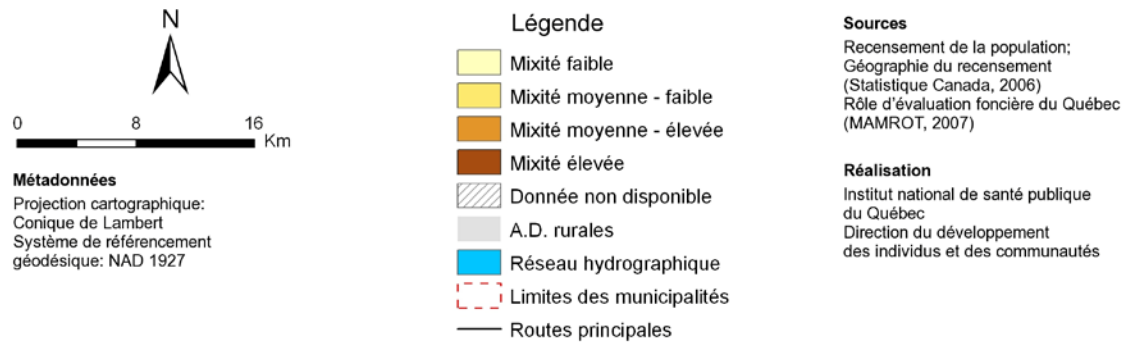 N
0 8 16
Km
Métadonnées
Projection cartographique:
Conique de Lambert
Système de référencement
géodésique: NAD 1927
Légende
Mixité faible
Mixité moyenne - faible
Mixité moyenne - élevée
Mixité élevée
Donnée non disponible
A.D. rurales
Réseau hydrographique
Limites des municipalités
Routes principales
Sources
Recensement de la population;
Géographie du recensement
(Statistique Canada, 2006)
Rôle d'évaluation foncière du Québec
(MAMROT, 2007)
Réalisation
Institut national de santé publique
du Québec
Direction du développement
des individus et des communautés